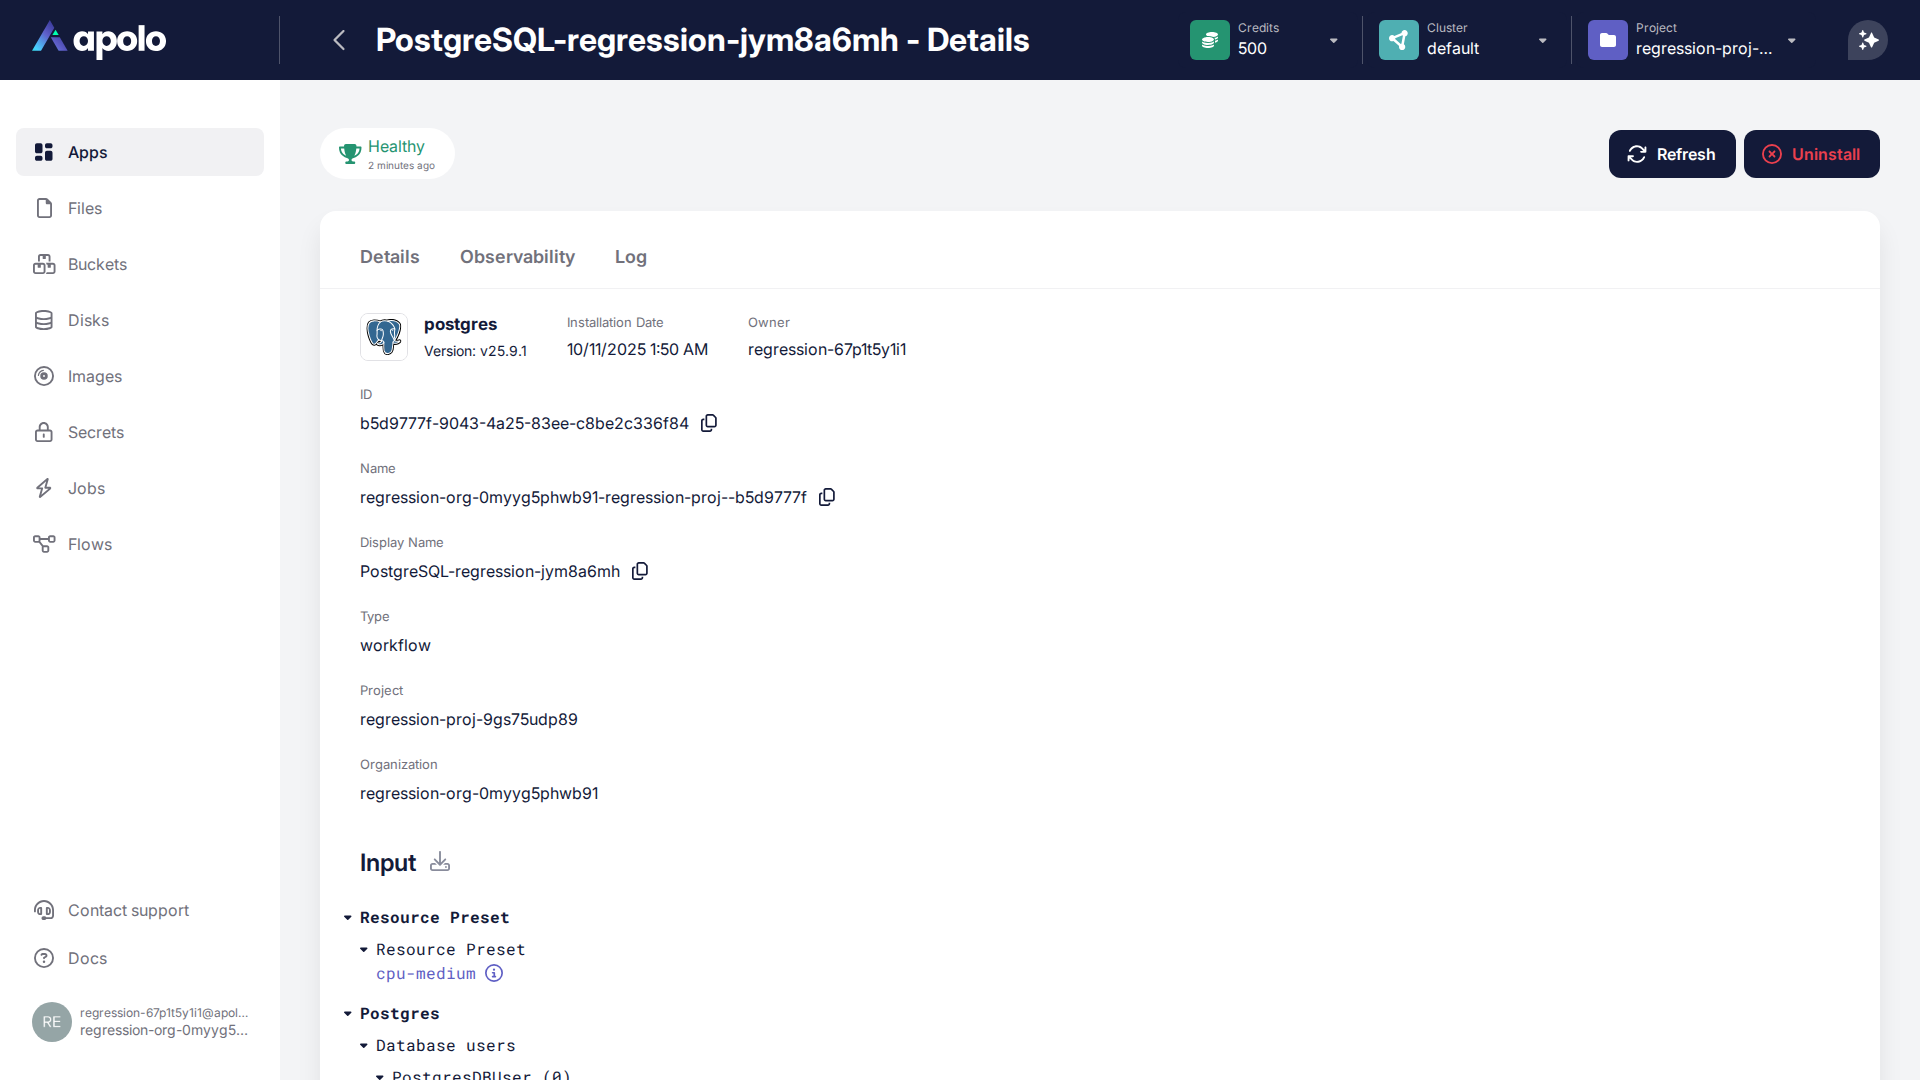 apolo
PostgreSQL-regression-jym8a6mh - Details
Credits
500
Cluster
default
Project
regression-proj-...
Apps
Files
Buckets
Disks
Images
Secrets
Jobs
Flows
Contact support
Docs
RE
regression-67p1t5y1i1@apol...
regression-org-0myyg5...
Healthy
2 minutes ago
Refresh
Uninstall
Details
Observability
Log
postgres
Version: v25.9.1
Installation Date
10/11/2025 1:50 AM
Owner
regression-67p1t5y1i1
ID
b5d9777f-9043-4a25-83ee-c8be2c336f84
Name
regression-org-0myyg5phwb91-regression-proj--b5d9777f
Display Name
PostgreSQL-regression-jym8a6mh
Type
workflow
Project
regression-proj-9gs75udp89
Organization
regression-org-0myyg5phwb91
Input
Resource Preset
Resource Preset
cpu-medium
Postgres
Database users
PostgresDBUser (0)